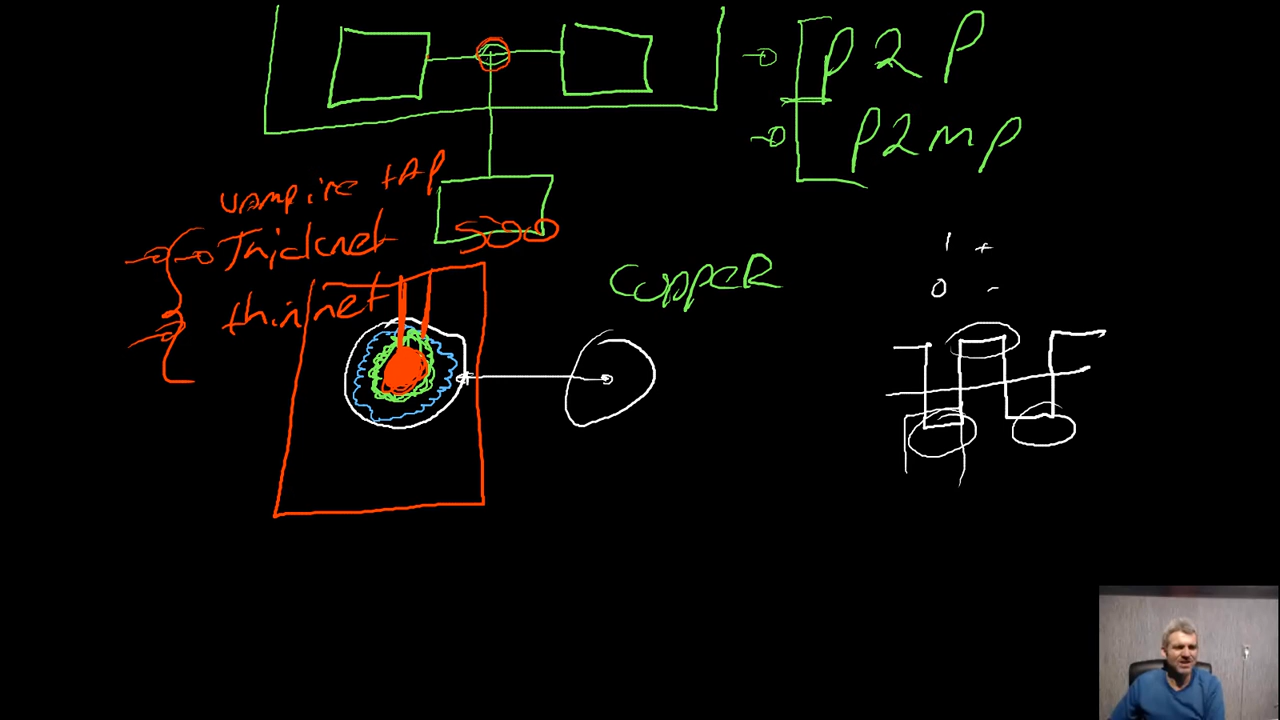 P2P
P2MP
vampire tAP
Thicknet
500
thinnet
COPPER
1 +
0 -